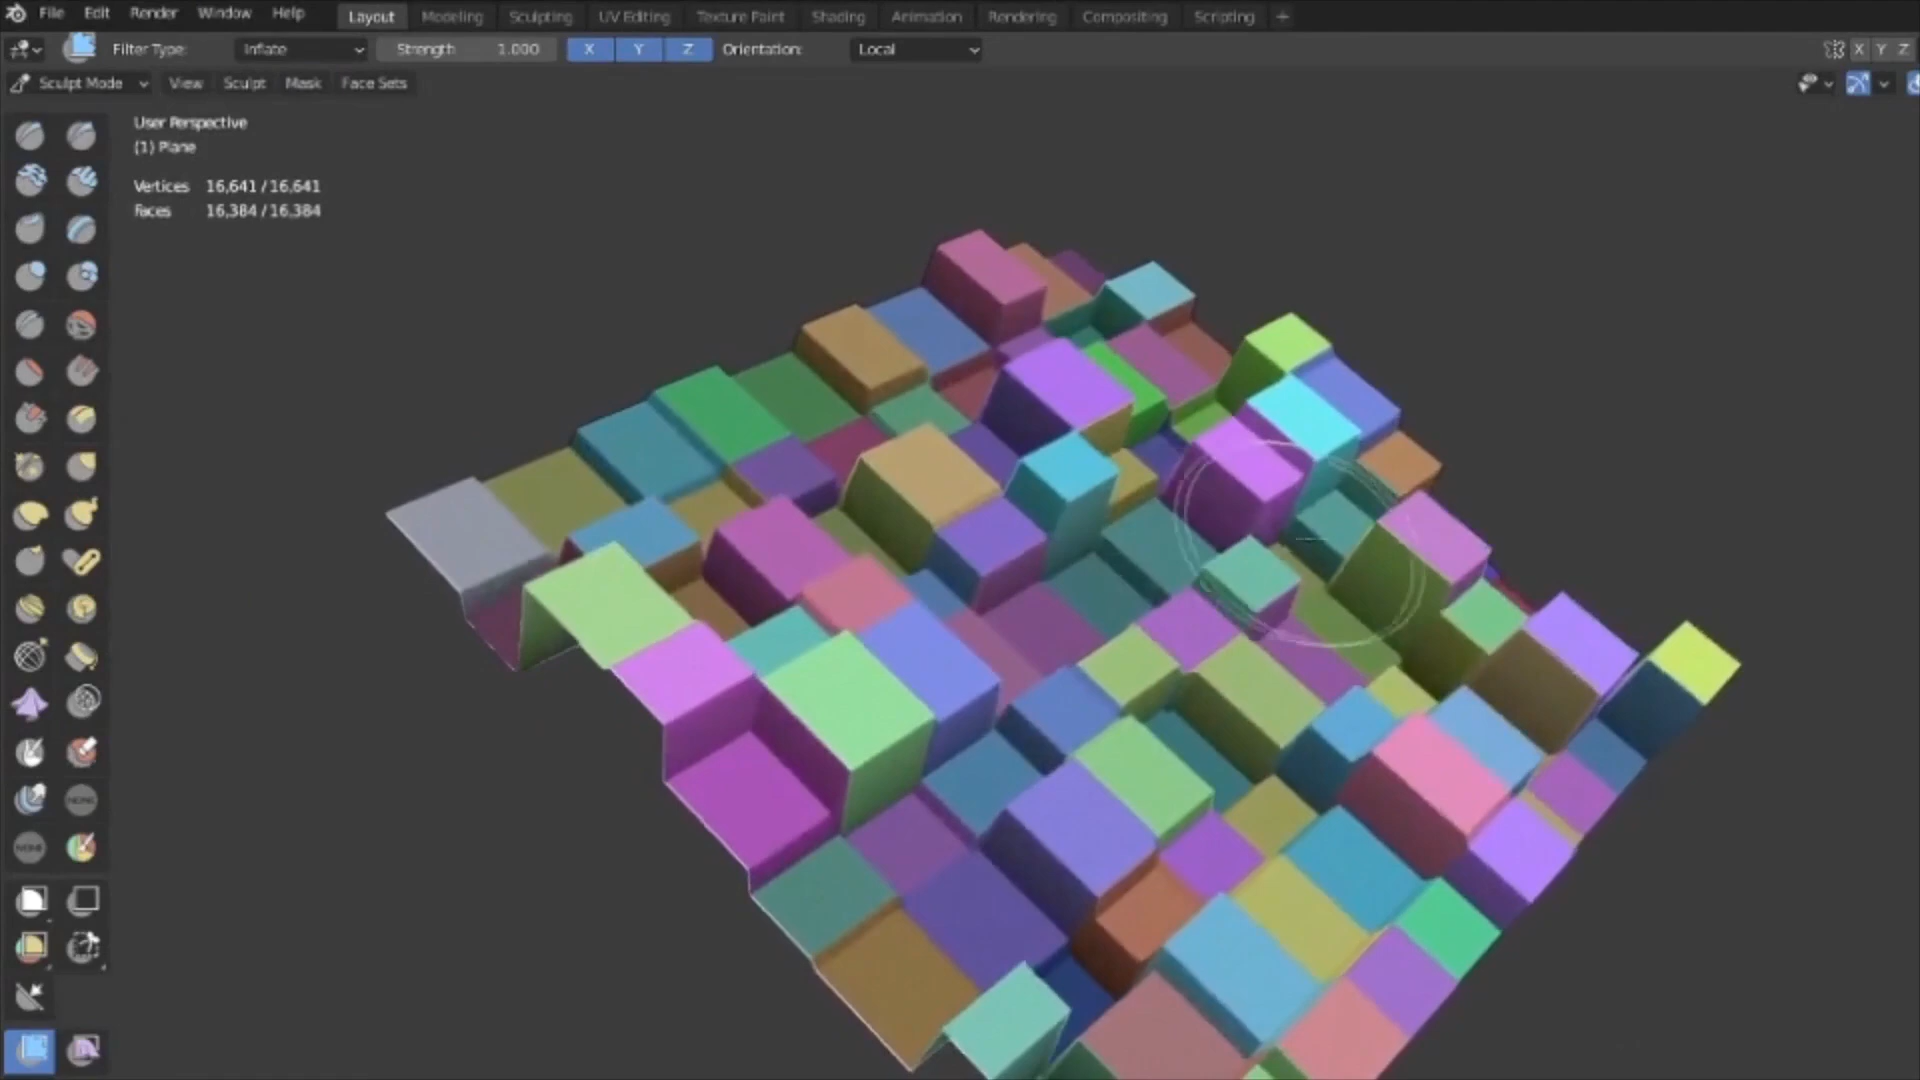 File Edit Render Window Help Layout Modeling Sculpting UV Editing Texture Paint Shading Animation Rendering Compositing Scripting +
Filter Type: Inflate Strength 1.000 X Y Z Orientation: Local X Y Z
Sculpt Mode View Sculpt Mask Face Sets
User Perspective
(1) Plane
Vertices 16,641 / 16,641
Faces 16,384 / 16,384
NONE
NONE